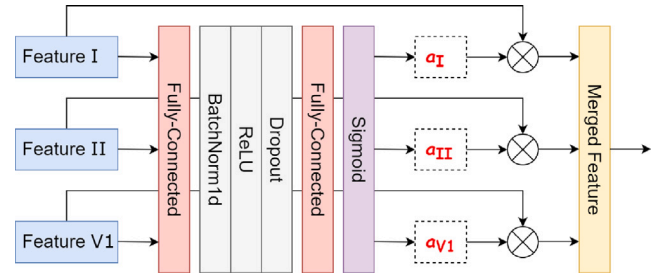 Feature I
Feature II
Feature V1
Fully-Connected
BatchNorm1d
ReLU
Dropout
Fully-Connected
Sigmoid
aI
aII
aV1
Merged Feature